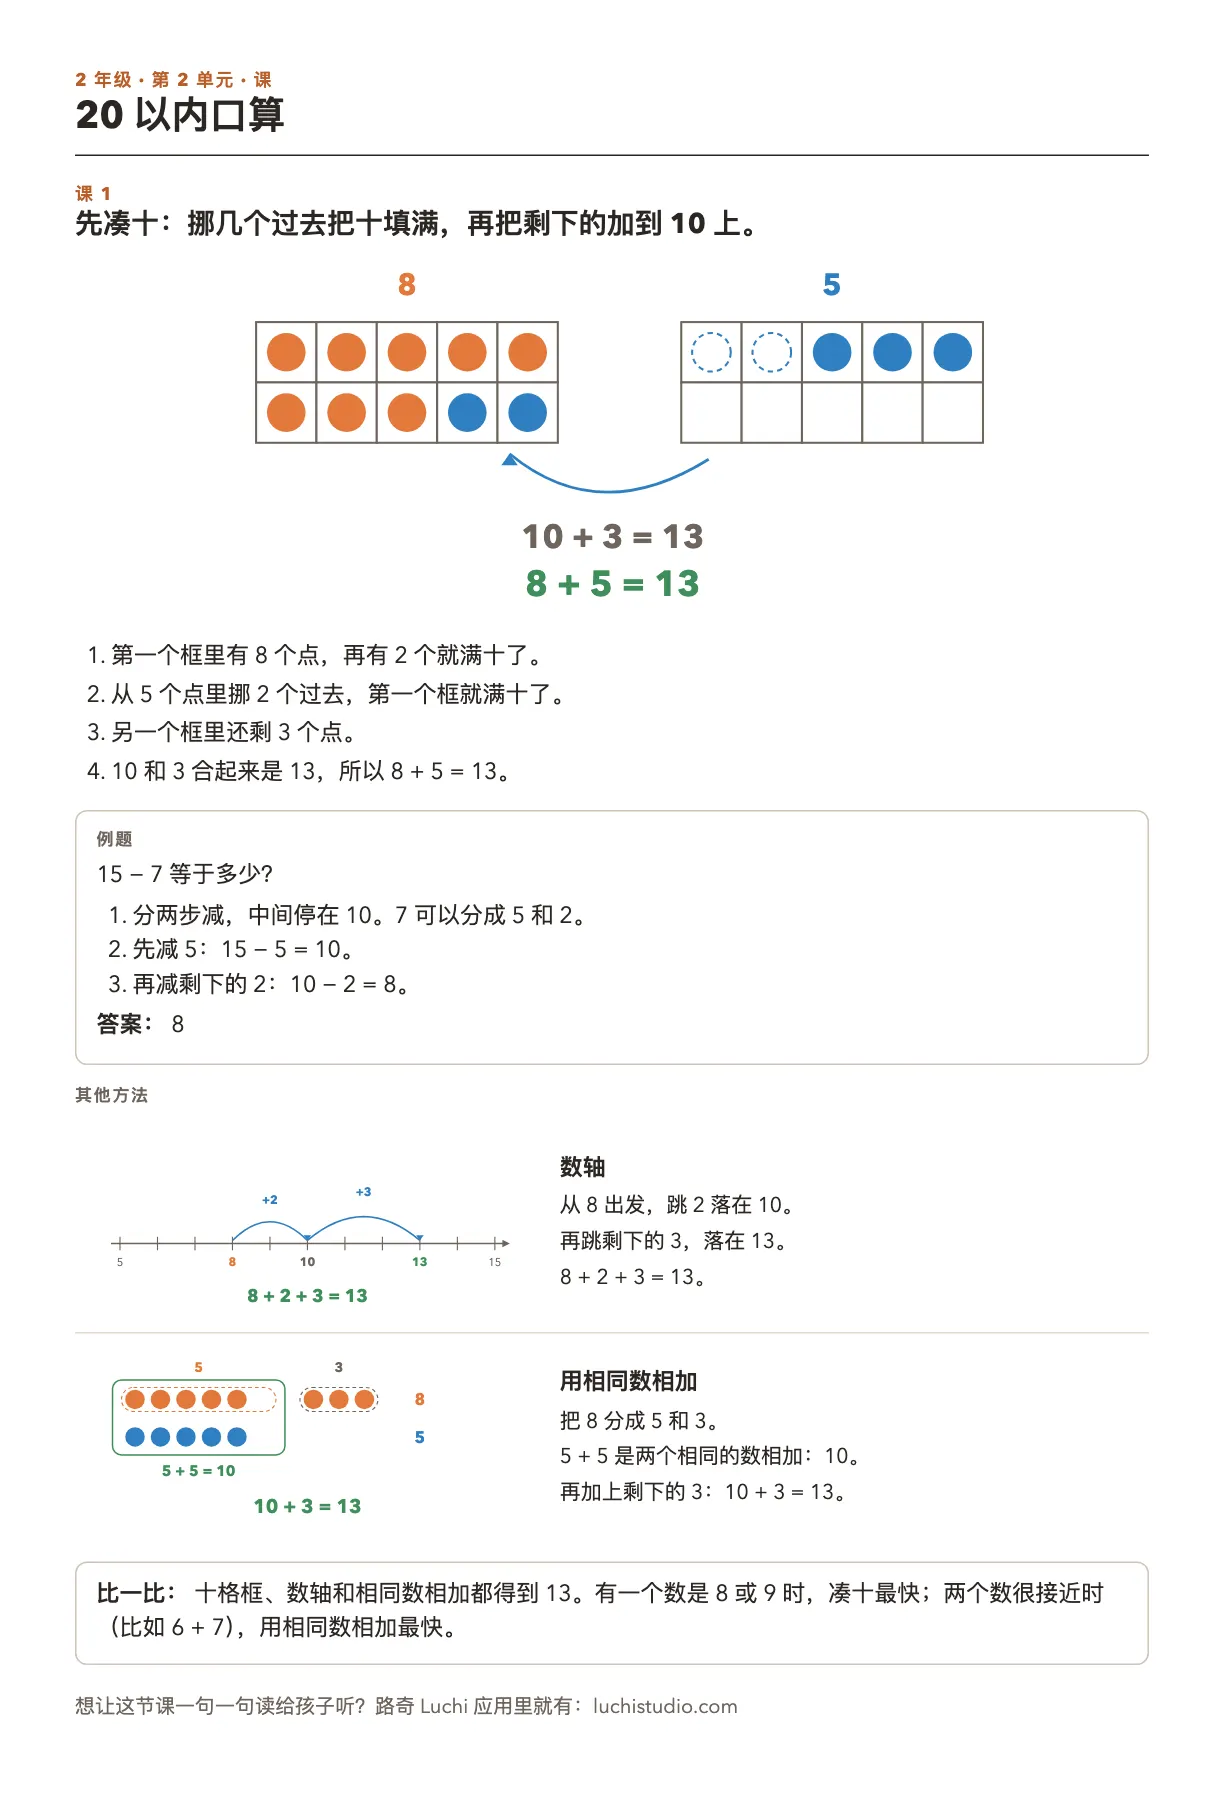 2 年级 · 第 2 单元 · 课
20 以内口算
课 1
先凑十：挪几个过去把十填满，再把剩下的加到 10 上。
8
5
10 + 3 = 13
8 + 5 = 13
1. 第一个框里有 8 个点，再有 2 个就满十了。
2. 从 5 个点里挪 2 个过去，第一个框就满十了。
3. 另一个框里还剩 3 个点。
4. 10 和 3 合起来是 13，所以 8 + 5 = 13。
例题
15 − 7 等于多少？
1. 分两步减，中间停在 10。7 可以分成 5 和 2。
2. 先减 5：15 − 5 = 10。
3. 再减剩下的 2：10 − 2 = 8。
答案： 8
其他方法
+2
+3
5
8
10
13
15
8 + 2 + 3 = 13
数轴
从 8 出发，跳 2 落在 10。
再跳剩下的 3，落在 13。
8 + 2 + 3 = 13。
5
3
8
5
5 + 5 = 10
10 + 3 = 13
用相同数相加
把 8 分成 5 和 3。
5 + 5 是两个相同的数相加：10。
再加上剩下的 3：10 + 3 = 13。
比一比： 十格框、数轴和相同数相加都得到 13。有一个数是 8 或 9 时，凑十最快；两个数很接近时
（比如 6 + 7），用相同数相加最快。
想让这节课一句一句读给孩子听？路奇 Luchi 应用里就有：luchistudio.com